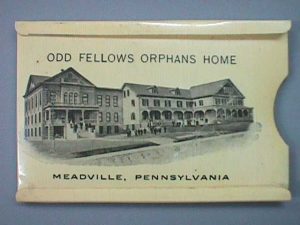 ODD FELLOWS ORPHANS HOME
MEADVILLE, PENNSYLVANIA